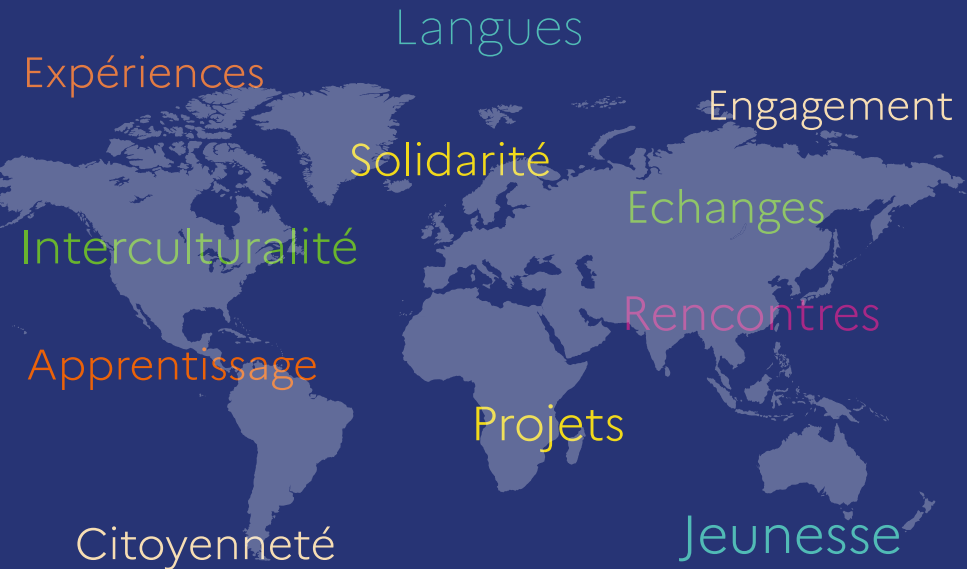 Langues
Expériences
Engagement
Solidarité
Echanges
Interculturalité
Rencontres
Apprentissage
Projets
Jeunesse
Citoyenneté